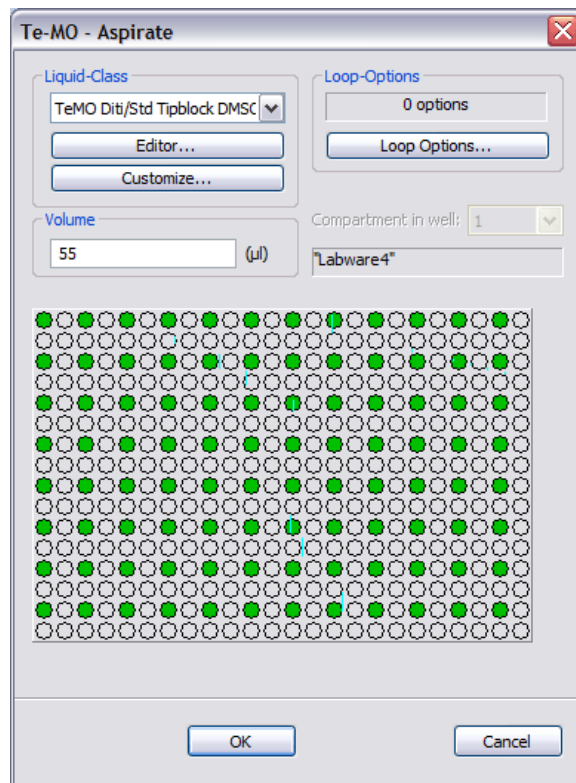 Te-MO - Aspirate
Liquid-Class
TeMO Diti/Std Tipblock DMSC
Editor...
Customize...
Loop-Options
0 options
Loop Options...
Volume
55 (µl)
Compartment in well: 1
"Labware4"
OK
Cancel